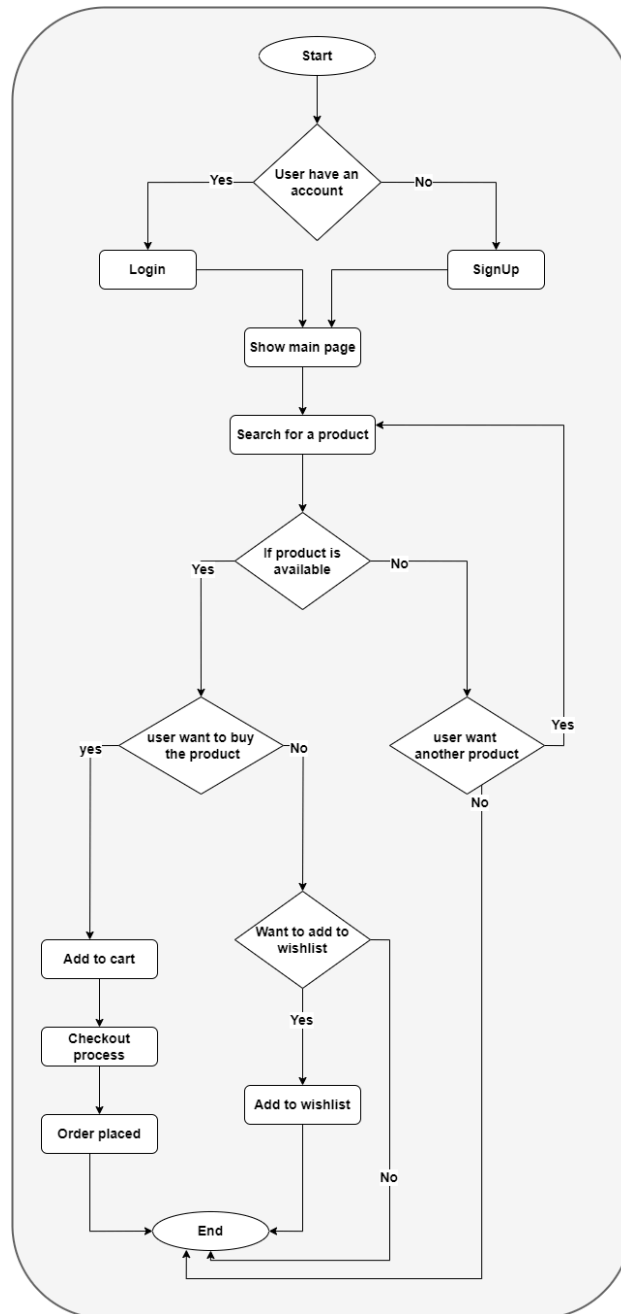 Start
User have an
account
Yes
No
Login
SignUp
Show main page
Search for a product
If product is
available
Yes
No
user want to buy
the product
yes
No
user want
another product
Yes
No
Want to add to
wishlist
Add to cart
Yes
Checkout
process
Add to wishlist
Order placed
No
End